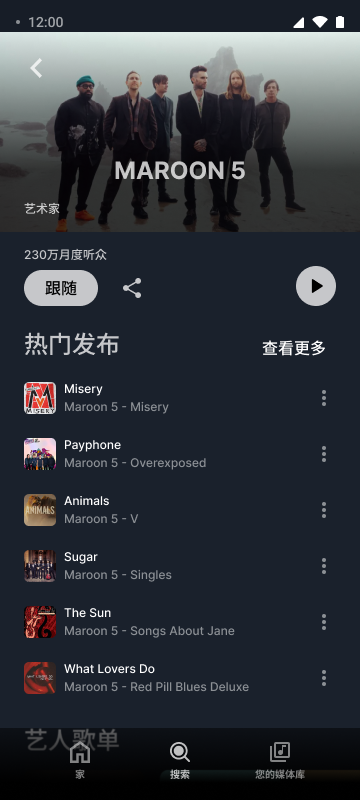 12:00
MAROON 5
艺术家
230万月度听众
跟随
热门发布
查看更多
Misery
Maroon 5 - Misery
Payphone
Maroon 5 - Overexposed
ANIMALS
Animals
Maroon 5 - V
Sugar
Maroon 5 - Singles
The Sun
Maroon 5 - Songs About Jane
What Lovers Do
Maroon 5 - Red Pill Blues Deluxe
艺人歌单
家
搜索
您的媒体库